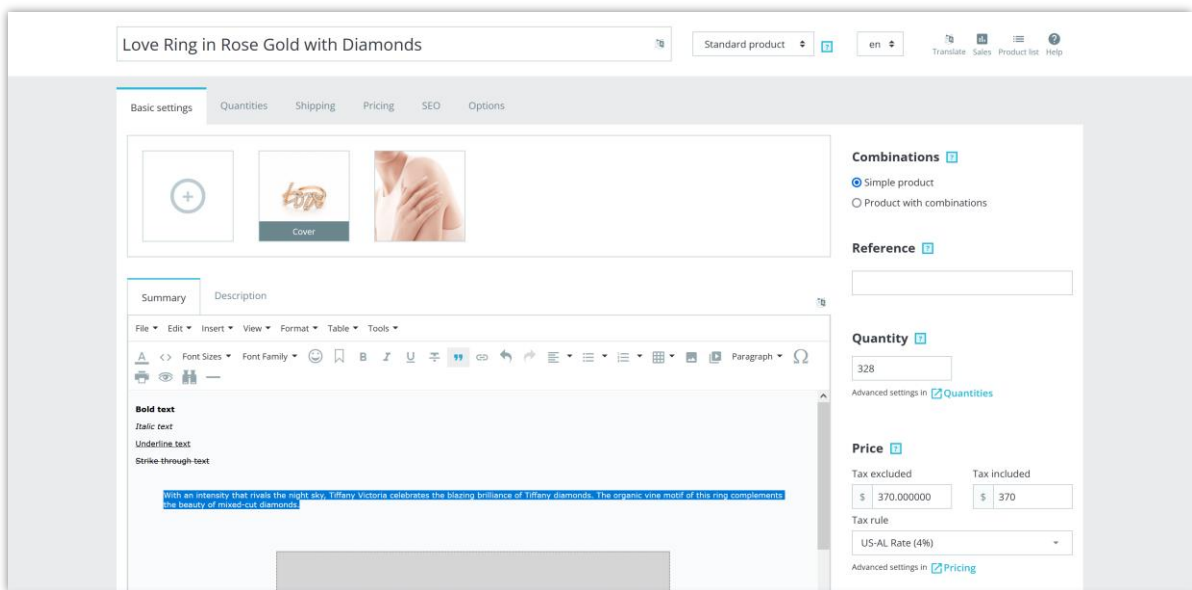 Love Ring in Rose Gold with Diamonds
Standard product
?
en
Translate Sales Product list Help
Basic settings Quantities Shipping Pricing SEO Options
Cover
Combinations ?
Simple product
Product with combinations
Reference ?
Summary Description
File Edit Insert View Format Table Tools
A <> Font Sizes Font Family B I U Paragraph Ω
Bold text
Italic text
Underline text
Strike through text
With an intensity that rivals the night sky, Tiffany Victoria celebrates the blazing brilliance of Tiffany diamonds. The organic vine motif of this ring complements
the beauty of mixed-cut diamonds.
Quantity ?
328
Advanced settings in Quantities
Price ?
Tax excluded Tax included
$ 370.000000 $ 370
Tax rule
US-AL Rate (4%)
Advanced settings in Pricing